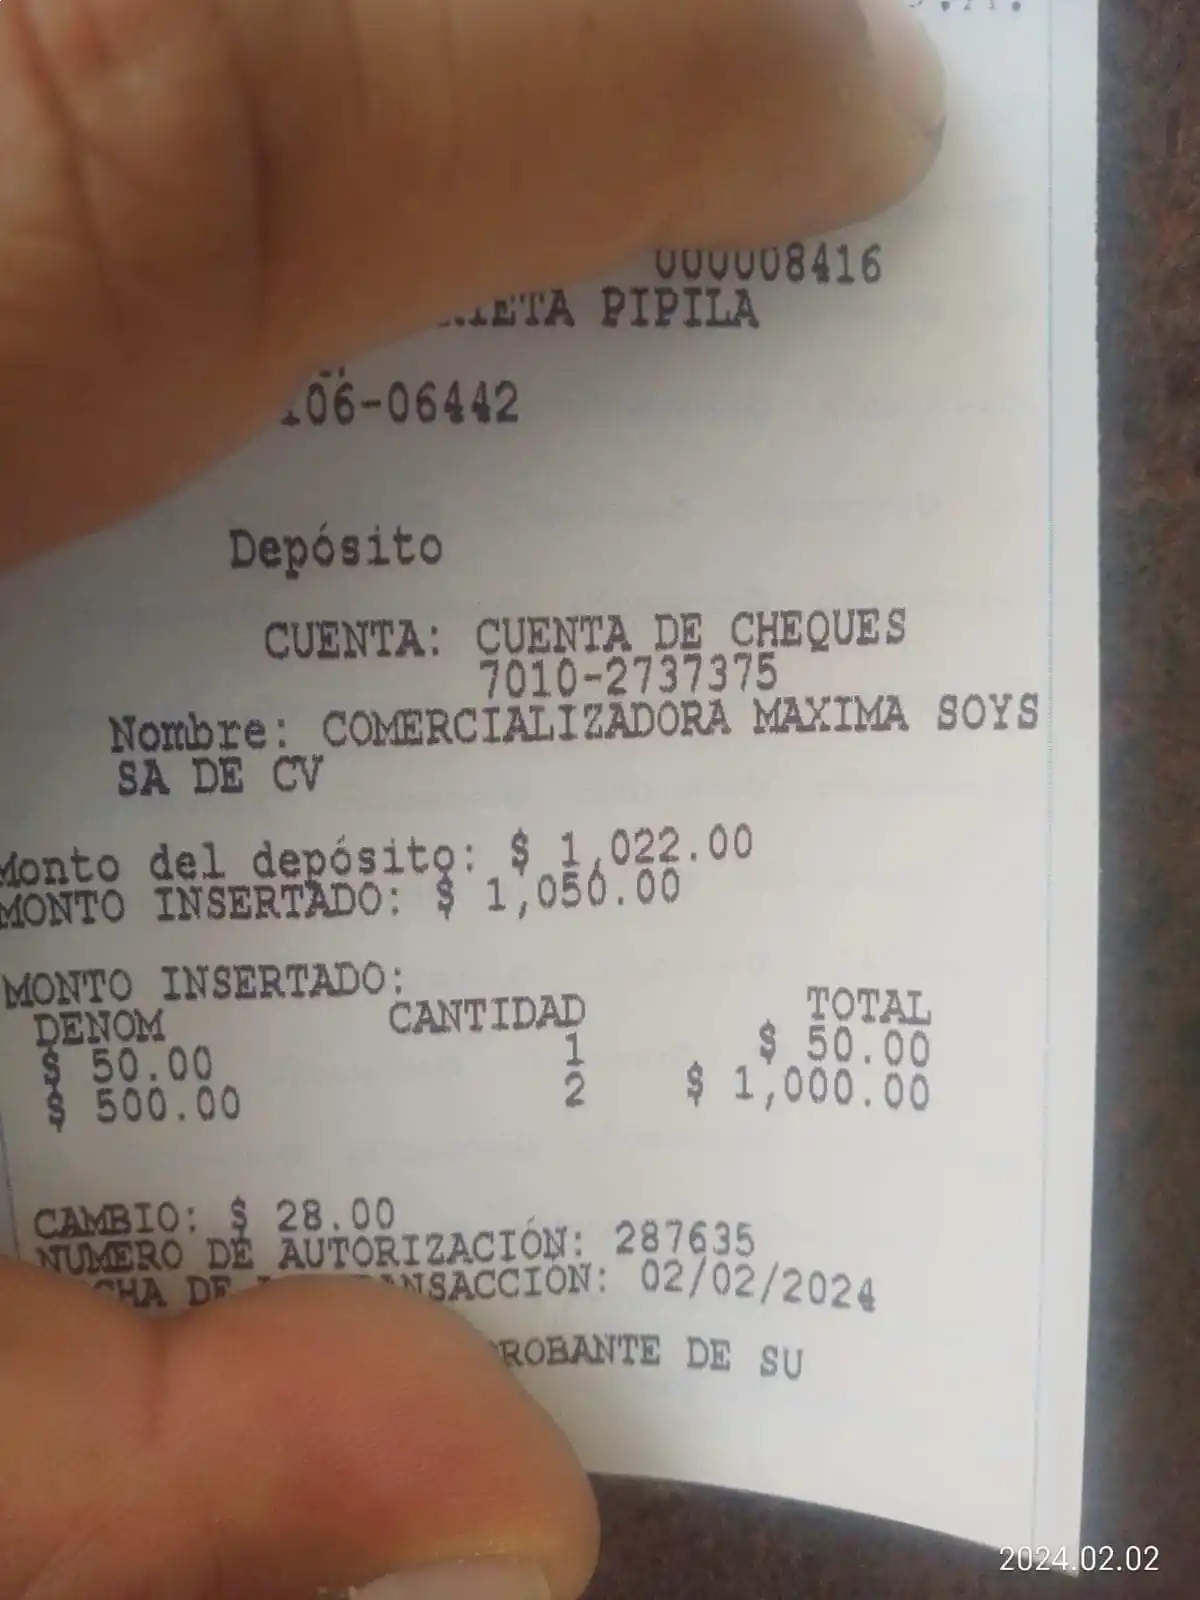 000008416
PIPILA
106-06442
Depósito
CUENTA: CUENTA DE CHEQUES
7010-2737375
Nombre: COMERCIALIZADORA MAXIMA SOYS
SA DE CV
Monto del depósito: $ 1,022.00
MONTO INSERTADO: $ 1,050.00
MONTO INSERTADO:
DENOM CANTIDAD TOTAL
$ 50.00 1 $ 50.00
$ 500.00 2 $ 1,000.00
CAMBIO: $ 28.00
NUMERO DE AUTORIZACIÓN: 287635
DE 02/02/2024
DE SU
2024.02.02